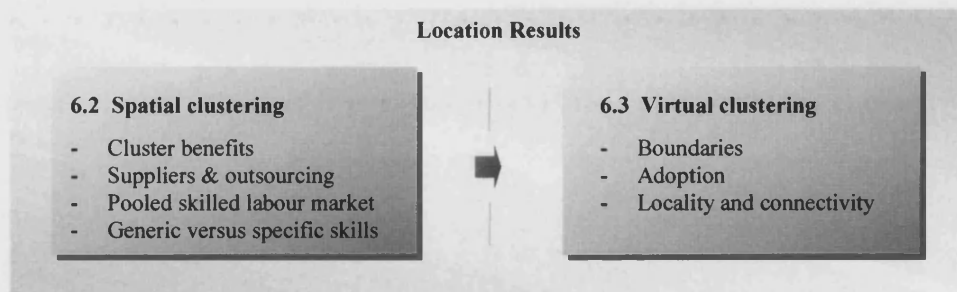 Location Results
6.2 Spatial clustering
- Cluster benefits
- Suppliers & outsourcing
- Pooled skilled labour market
- Generic versus specific skills
6.3 Virtual clustering
- Boundaries
- Adoption
- Locality and connectivity